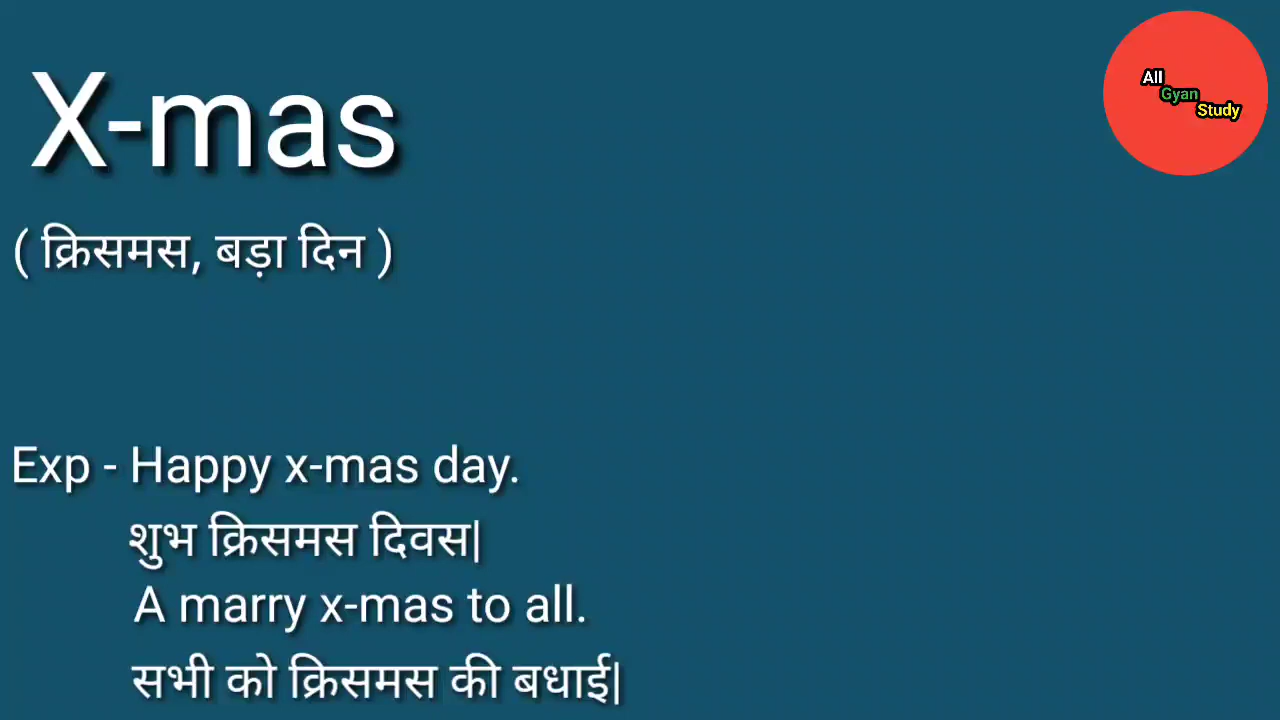 X-mas
All
Gyan
Study
( क्रिसमस, बड़ा दिन )
Exp - Happy x-mas day.
शुभ क्रिसमस दिवस|
A marry x-mas to all.
सभी को क्रिसमस की बधाई|